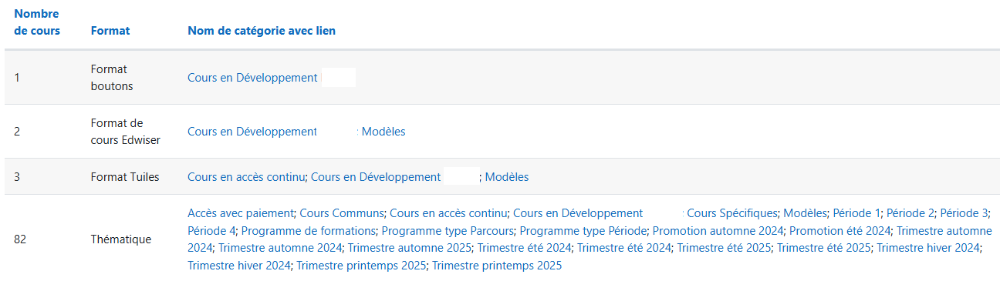 Nombre
de cours
Format
Nom de catégorie avec lien
1
Format
boutons
Cours en Développement
2
Format de
cours Edwiser
Cours en Développement ; Modèles
3
Format Tuiles
Cours en accès continu; Cours en Développement ; Modèles
82
Thématique
Accès avec paiement; Cours Communs; Cours en accès continu; Cours en Développement ; Cours Spécifiques; Modèles; Période 1; Période 2; Période 3;
Période 4; Programme de formations; Programme type Parcours; Programme type Période; Promotion automne 2024; Promotion été 2024; Trimestre automne
2024; Trimestre automne 2024; Trimestre automne 2025; Trimestre été 2024; Trimestre été 2024; Trimestre été 2025; Trimestre été 2025; Trimestre hiver 2024;
Trimestre hiver 2024; Trimestre printemps 2025; Trimestre printemps 2025